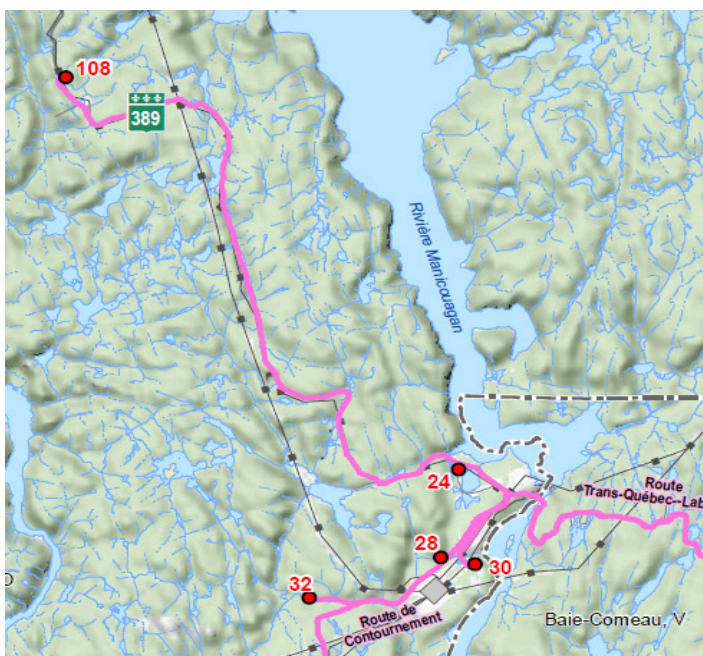 108
389
Rivière Manicouagan
24
Route
Trans-Québec--Lab
28
30
32
Route de
Contournement
Baie-Comeau, V
O